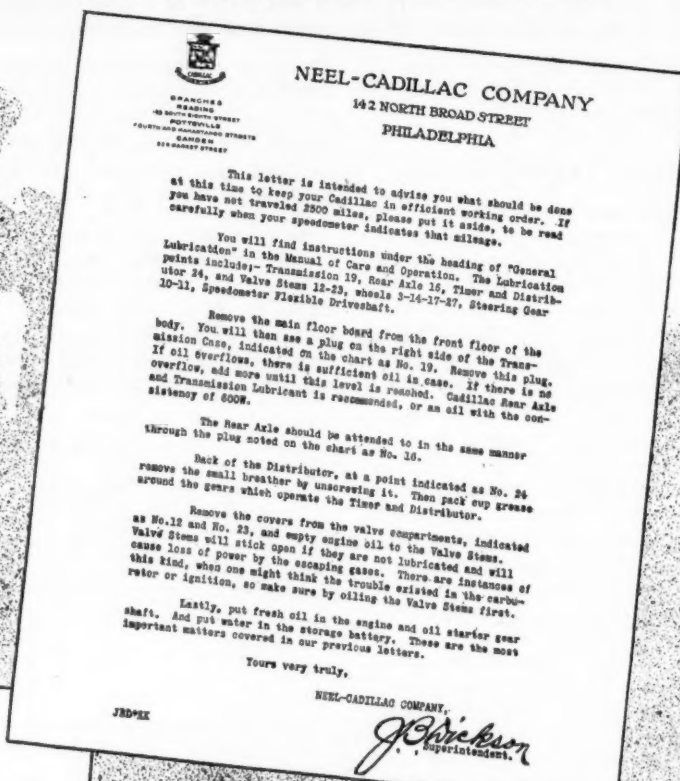 CADILLAC
NEEL-CADILLAC COMPANY
142 NORTH BROAD STREET
PHILADELPHIA
BRANCHES
READING
SOUTH EIGHTH STREET
POTTSVILLE
FOURTH AND MAHANTANGO STREETS
CAMDEN
MARKET STREET
This letter is intended to advise you what should be done
at this time to keep your Cadillac in efficient working order. If
you have not traveled 2500 miles, please put it aside, to be read
carefully when your speedometer indicates that mileage.
You will find instructions under the heading of "General
Lubrication" in the Manual of Care and Operation. The Lubrication
points include;- Transmission 19, Rear Axle 16, Timer and Distrib-
utor 24, and Valve Stems 12-23, wheels 3-14-17-27, Steering Gear
10-11, Speedometer Flexible Driveshaft.
Remove the main floor board from the front floor of the
body. You will then see a plug on the right side of the Trans-
mission Case, indicated on the chart as No. 19. Remove this plug.
If oil overflows, there is sufficient oil in case. If there is no
overflow, add more until this level is reached. Cadillac Rear Axle
and Transmission Lubricant is recommended, or an oil with the con-
sistency of 600W.
The Rear Axle should be attended to in the same manner
through the plug noted on the chart as No. 16.
Back of the Distributor, at a point indicated as No. 24
remove the small breather by unscrewing it. Then pack cup grease
around the gears which operate the Timer and Distributor.
Remove the covers from the valve compartments, indicated
as No.12 and No. 23, and empty engine oil to the Valve Stems.
Valve Stems will stick open if they are not lubricated and will
cause loss of power by the escaping gases. There are instances of
this kind, when one might think the trouble existed in the carbu-
retor or ignition, so make sure by oiling the Valve Stems first.
Lastly, put fresh oil in the engine and oil starter gear
shaft. And put water in the storage battery. These are the most
important matters covered in our previous letters.
Yours very truly,
NEEL-CADILLAC COMPANY,
JBDickson
Superintendent.
JBD*EK